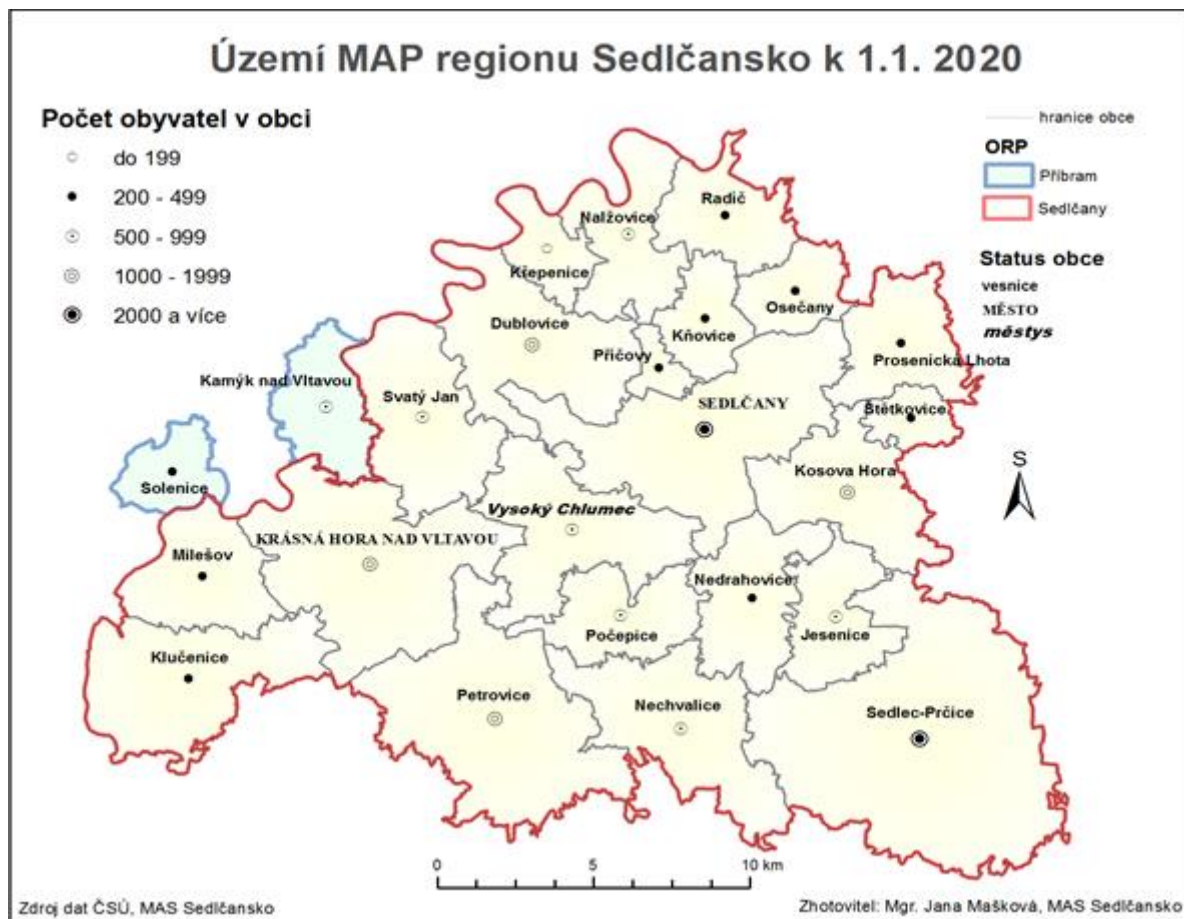 Území MAP regionu Sedlčansko k 1.1. 2020
Počet obyvatel v obci
do 199
200 - 499
500 - 999
1000 - 1999
2000 a více
hranice obce
ORP
Příbram
Sedlčany
Status obce
vesnice
MĚSTO
městys
Radič
Nalžovice
Křepenice
Osečany
Dublovice
Kňovice
Příčovy
Prosenická Lhota
Kamýk nad Vltavou
Svatý Jan
SEDLČANY
Štětkovice
Kosova Hora
Solenice
S
Vysoký Chlumec
KRÁSNÁ HORA NAD VLTAVOU
Milešov
Nedrahovice
Počepice
Jesenice
Klučenice
Petrovice
Nechvalice
Sedlec-Prčice
0 5 10 km
Zdroj dat ČSÚ, MAS Sedlčansko
Zhotovitel: Mgr. Jana Mašková, MAS Sedlčansko